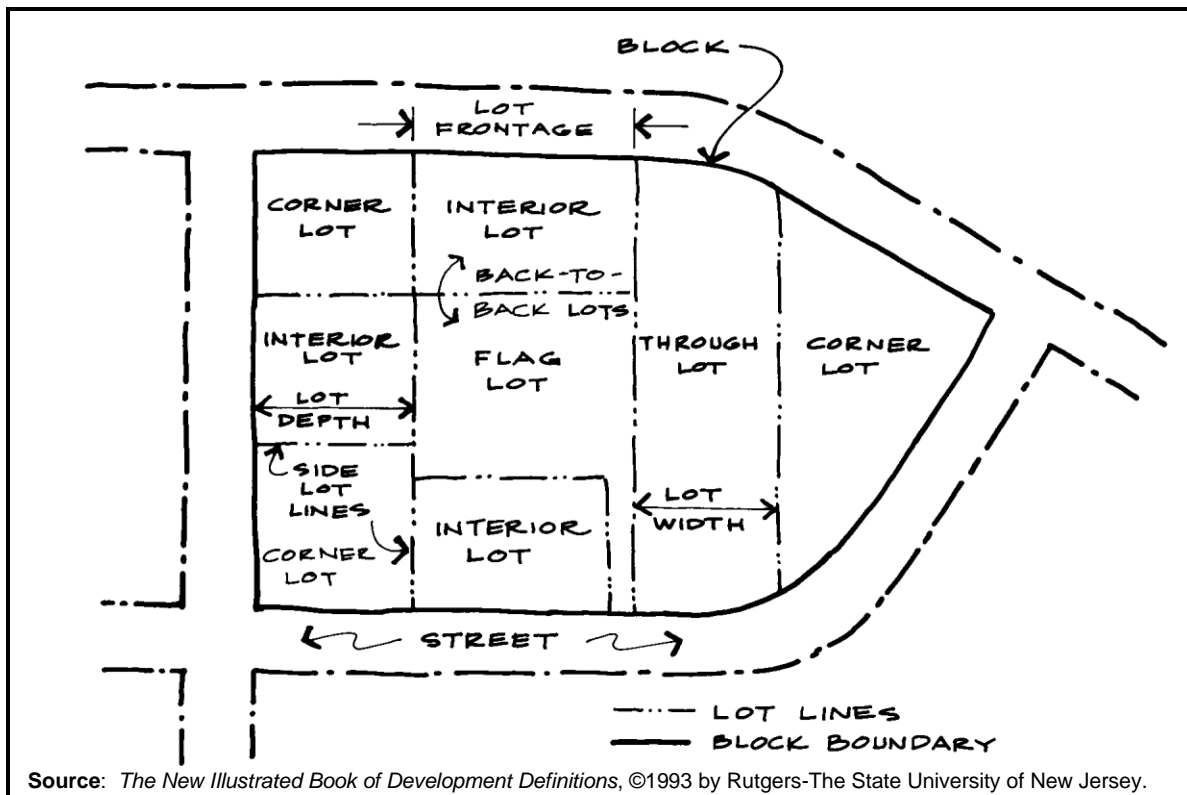 BLOCK
LOT
FRONTAGE
CORNER
LOT
INTERIOR
LOT
BACK-TO-
BACK LOTS
INTERIOR
LOT
FLAG
LOT
THROUGH
LOT
CORNER
LOT
LOT
DEPTH
SIDE
LOT
LINES
LOT
WIDTH
INTERIOR
LOT
CORNER
LOT
STREET
LOT LINES
BLOCK BOUNDARY
Source: The New Illustrated Book of Development Definitions, ©1993 by Rutgers-The State University of New Jersey.